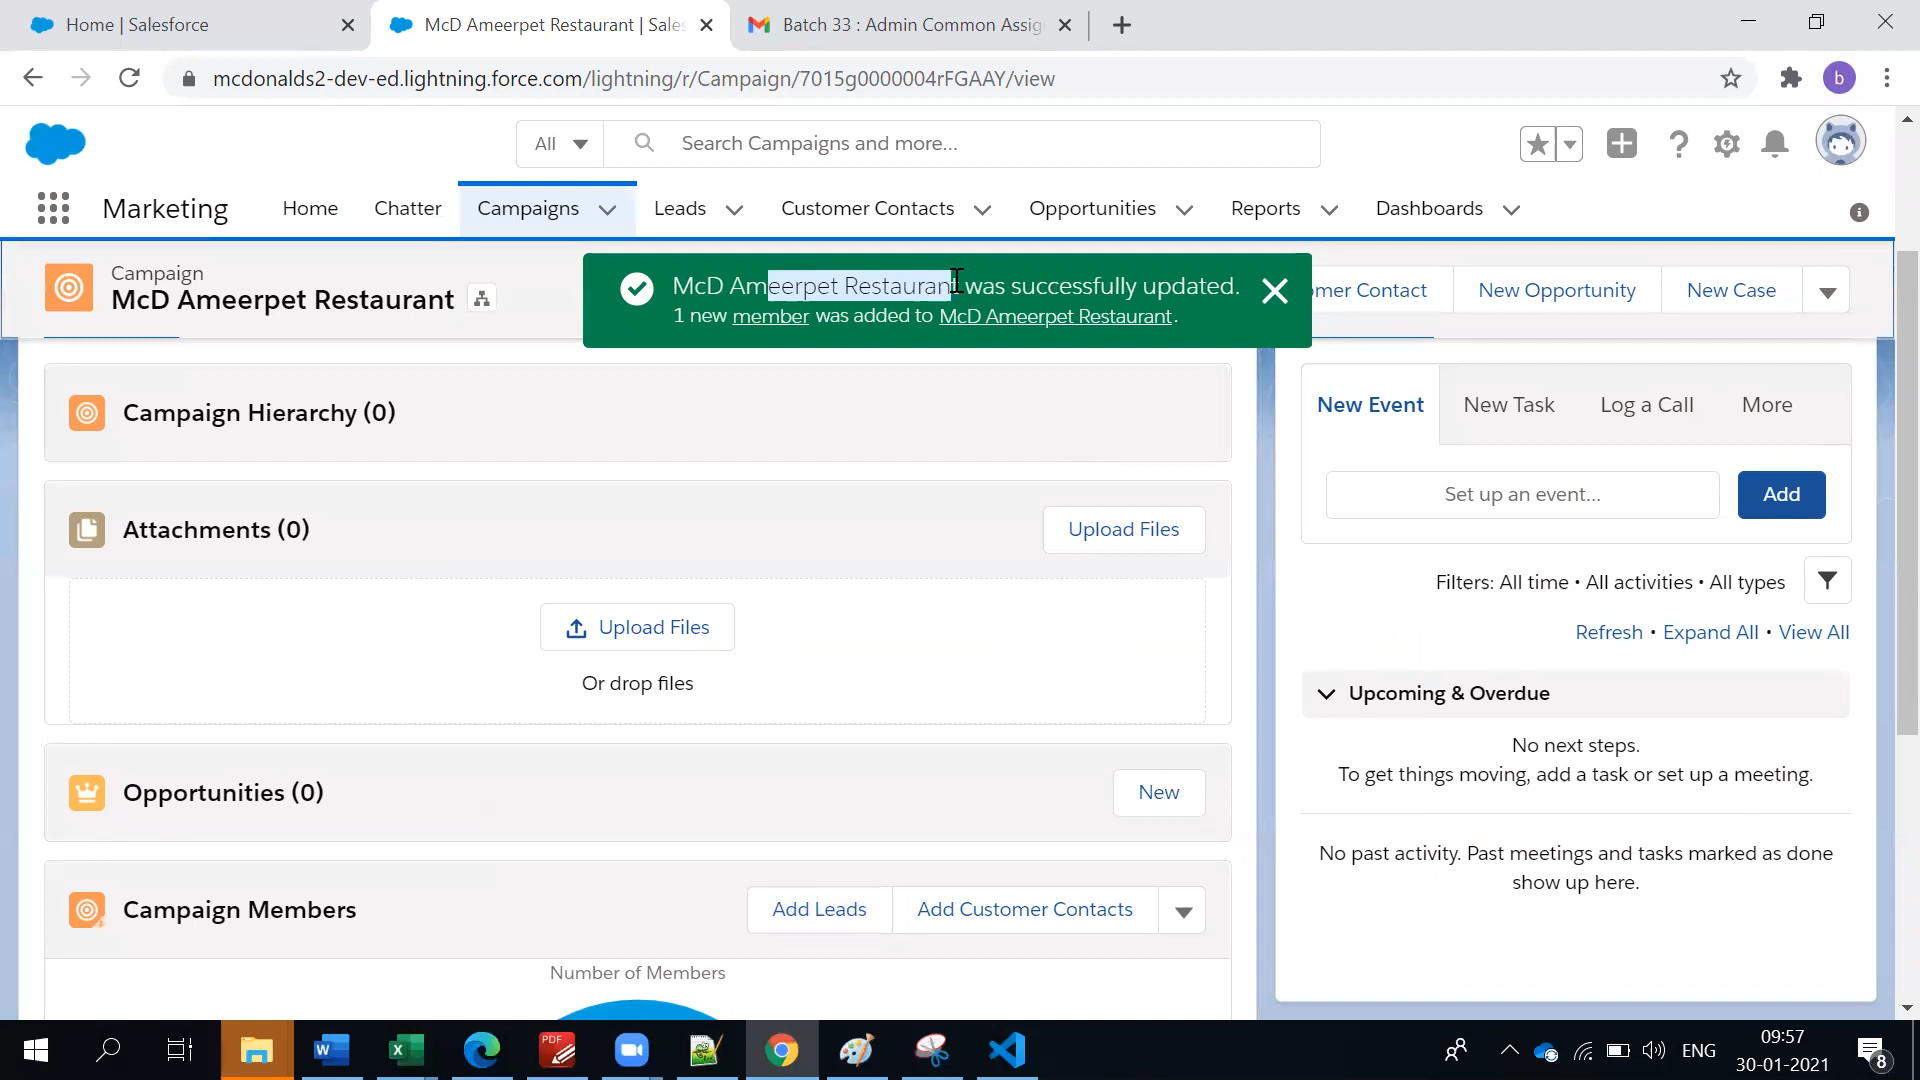 Home | Salesforce
McD Ameerpet Restaurant | Sales
Batch 33 : Admin Common Assig
mcdonalds2-dev-ed.lightning.force.com/lightning/r/Campaign/7015g0000004rFGAAY/view
b
All
Search Campaigns and more...
Marketing
Home
Chatter
Campaigns
Leads
Customer Contacts
Opportunities
Reports
Dashboards
Campaign
McD Ameerpet Restaurant
McD Ameerpet Restaurant was successfully updated.
1 new member was added to McD Ameerpet Restaurant.
mer Contact
New Opportunity
New Case
Campaign Hierarchy (0)
Attachments (0)
Upload Files
Upload Files
Or drop files
Opportunities (0)
New
Campaign Members
Add Leads
Add Customer Contacts
Number of Members
New Event
New Task
Log a Call
More
Set up an event...
Add
Filters: All time • All activities • All types
Refresh • Expand All • View All
Upcoming & Overdue
No next steps.
To get things moving, add a task or set up a meeting.
No past activity. Past meetings and tasks marked as done
show up here.
W
X
PDF
ENG
09:57
30-01-2021
8